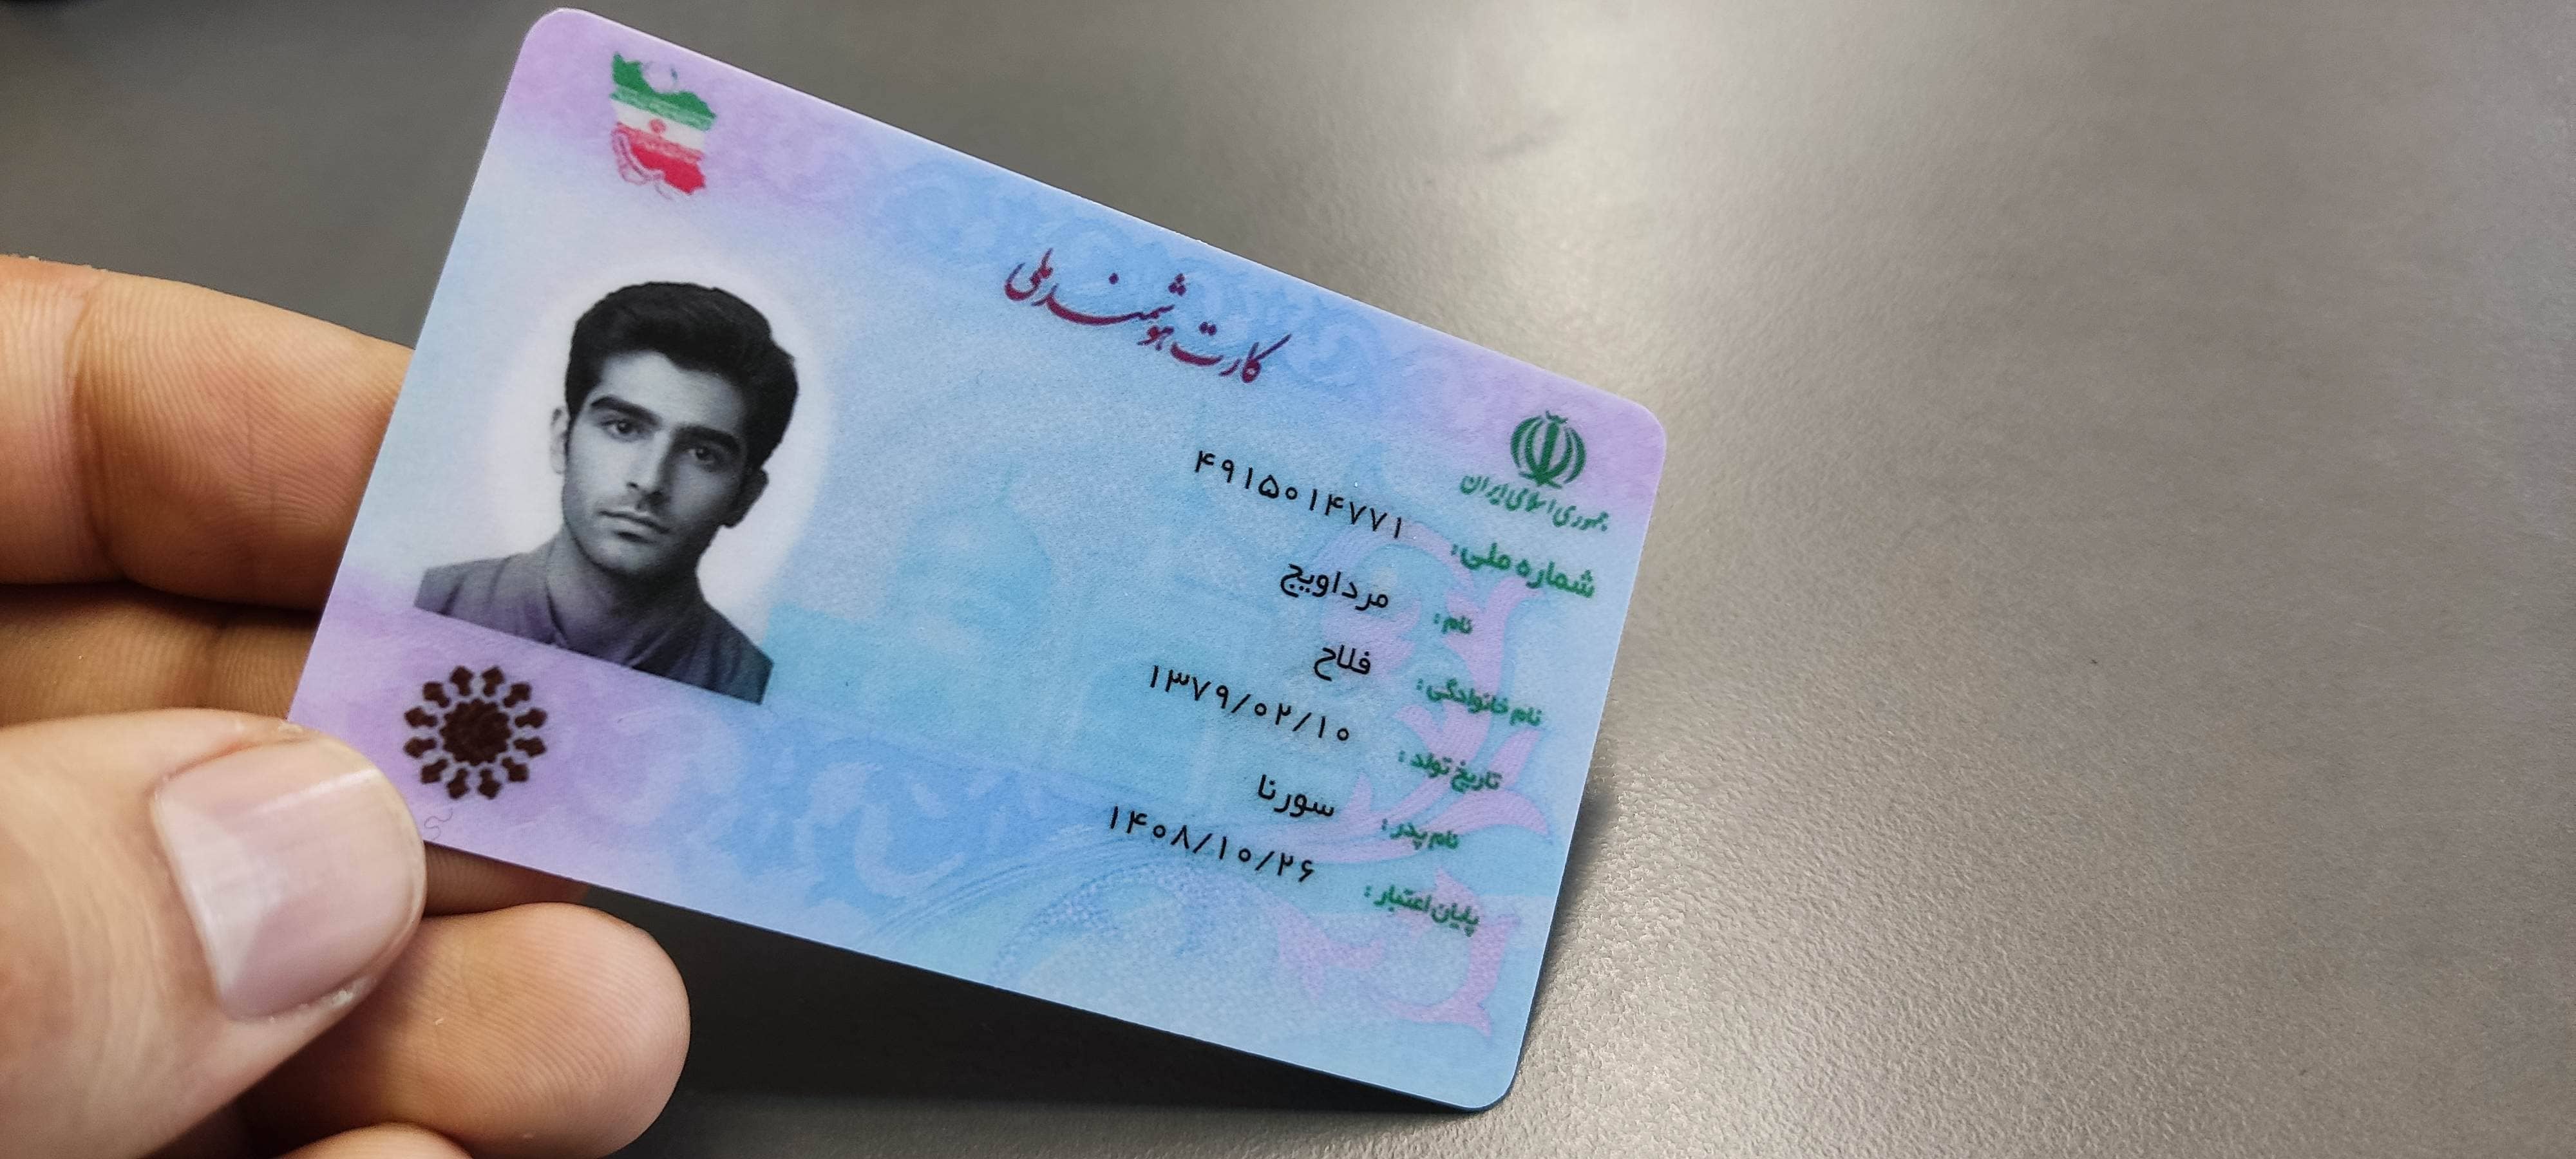 کارت هوشمند ملی
جمهوری اسلامی ایران
شماره ملی: ۴۹۱۵۰۱۴۷۷۱
نام: مرداویج
نام خانوادگی: فلاح
تاریخ تولد: ۱۳۷۹/۰۲/۱۰
نام پدر: سورنا
پایان اعتبار: ۱۴۰۸/۱۰/۲۶